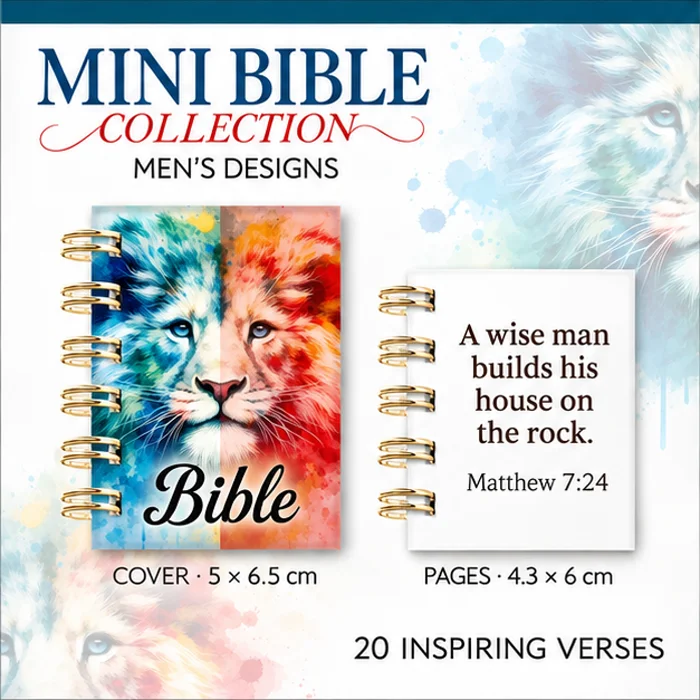 MINI BIBLE
COLLECTION
MEN'S DESIGNS
Bible
A wise man
builds his
house on
the rock.
Matthew 7:24
COVER · 5 × 6.5 cm
PAGES · 4.3 × 6 cm
20 INSPIRING VERSES